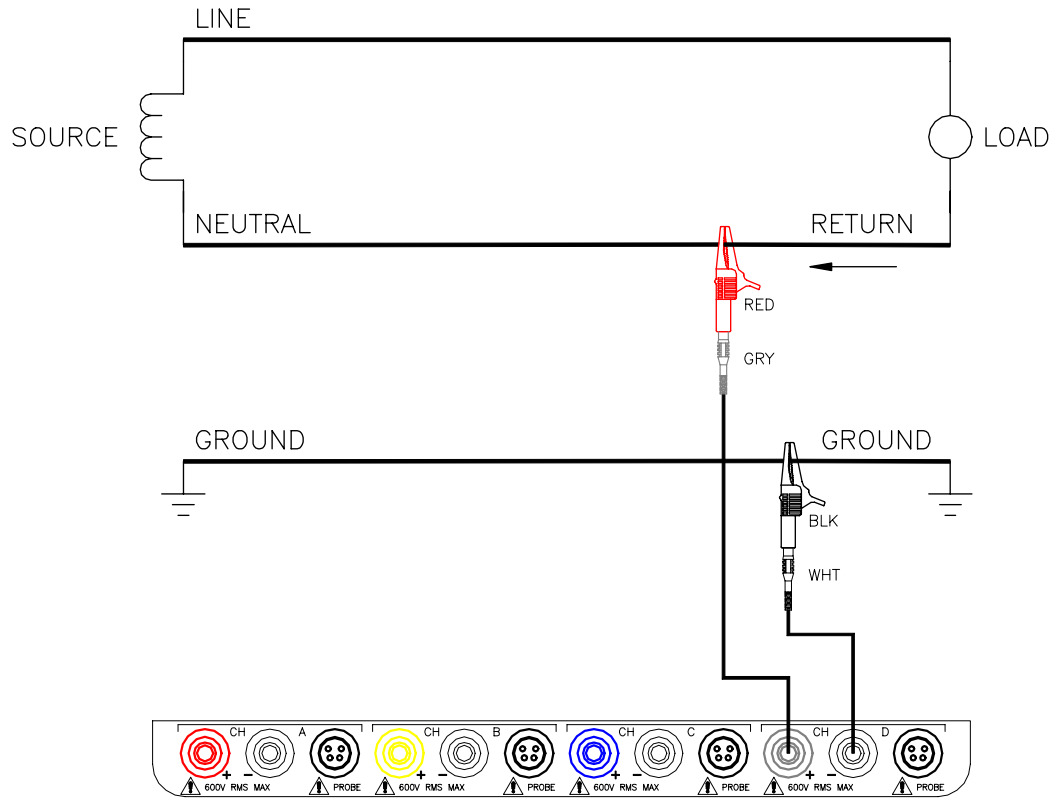 LINE
SOURCE
LOAD
NEUTRAL
RETURN
RED
GRY
GROUND
GROUND
BLK
WHT
CH A CH B CH C CH D
+ − + − + − + −
600V RMS MAX PROBE 600V RMS MAX PROBE 600V RMS MAX PROBE 600V RMS MAX PROBE